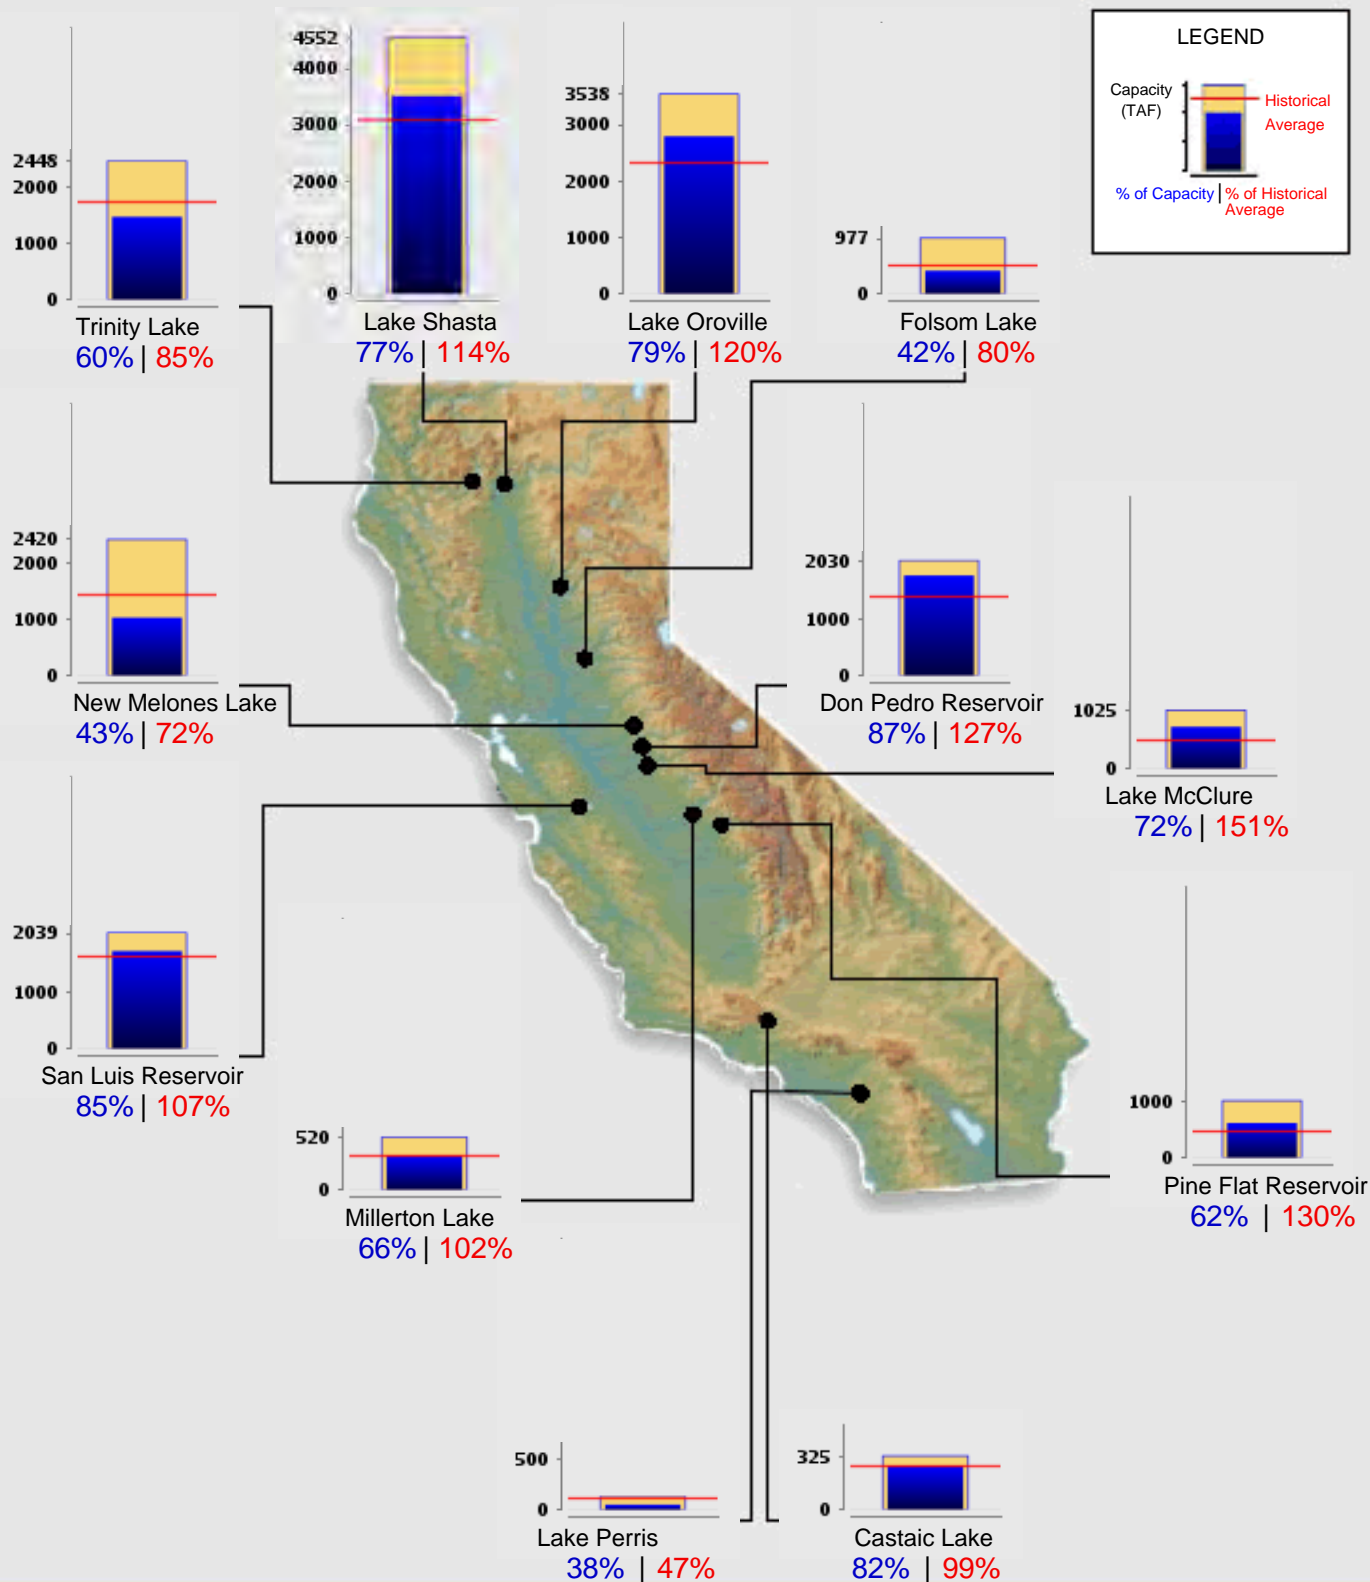 LEGEND
Capacity
(TAF)
Historical
Average
% of Capacity | % of Historical
Average
2448
2000
1000
0
Trinity Lake
60% | 85%
4552
4000
3000
2000
1000
0
Lake Shasta
77% | 114%
3538
3000
2000
1000
0
Lake Oroville
79% | 120%
977
0
Folsom Lake
42% | 80%
2420
2000
1000
0
New Melones Lake
43% | 72%
2030
1000
0
Don Pedro Reservoir
87% | 127%
1025
0
Lake McClure
72% | 151%
2039
1000
0
San Luis Reservoir
85% | 107%
520
0
Millerton Lake
66% | 102%
1000
0
Pine Flat Reservoir
62% | 130%
500
0
Lake Perris
38% | 47%
325
0
Castaic Lake
82% | 99%